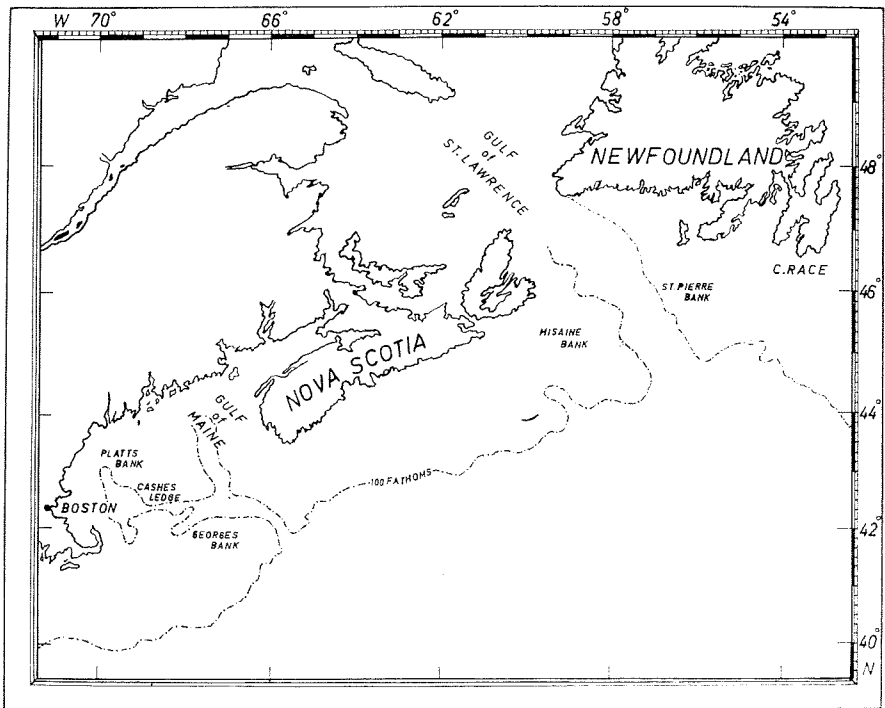 W 70° 66° 62° 58° 54°
GULF
of
ST. LAWRENCE
NEWFOUNDLAND
48°
C.RACE
46°
ST. PIERRE
BANK
MISAINE
BANK
NOVA SCOTIA
GULF
of
MAINE
44°
PLATTS
BANK
CASHES
LEDGE
100 FATHOMS
BOSTON
GEORGES
BANK
42°
40°
N